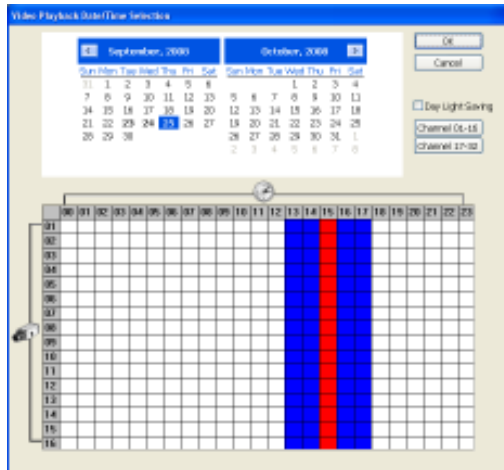 Video Playback Date/Time Selection
September, 2008 October, 2008
OK
Cancel
Sun Mon Tue Wed Thu Fri Sat Sun Mon Tue Wed Thu Fri Sat
31 1 2 3 4 5 6 1 2 3 4
7 8 9 10 11 12 13 5 6 7 8 9 10 11
14 15 16 17 18 19 20 12 13 14 15 16 17 18
21 22 23 24 25 26 27 19 20 21 22 23 24 25
28 29 30 26 27 28 29 30 31 1
2 3 4 5 6 7 8
Day Light Saving
Channel 01-16
Channel 17-32
00 01 02 03 04 05 06 07 08 09 10 11 12 13 14 15 16 17 18 19 20 21 22 23
01
02
03
04
05
06
07
08
09
10
11
12
13
14
15
16